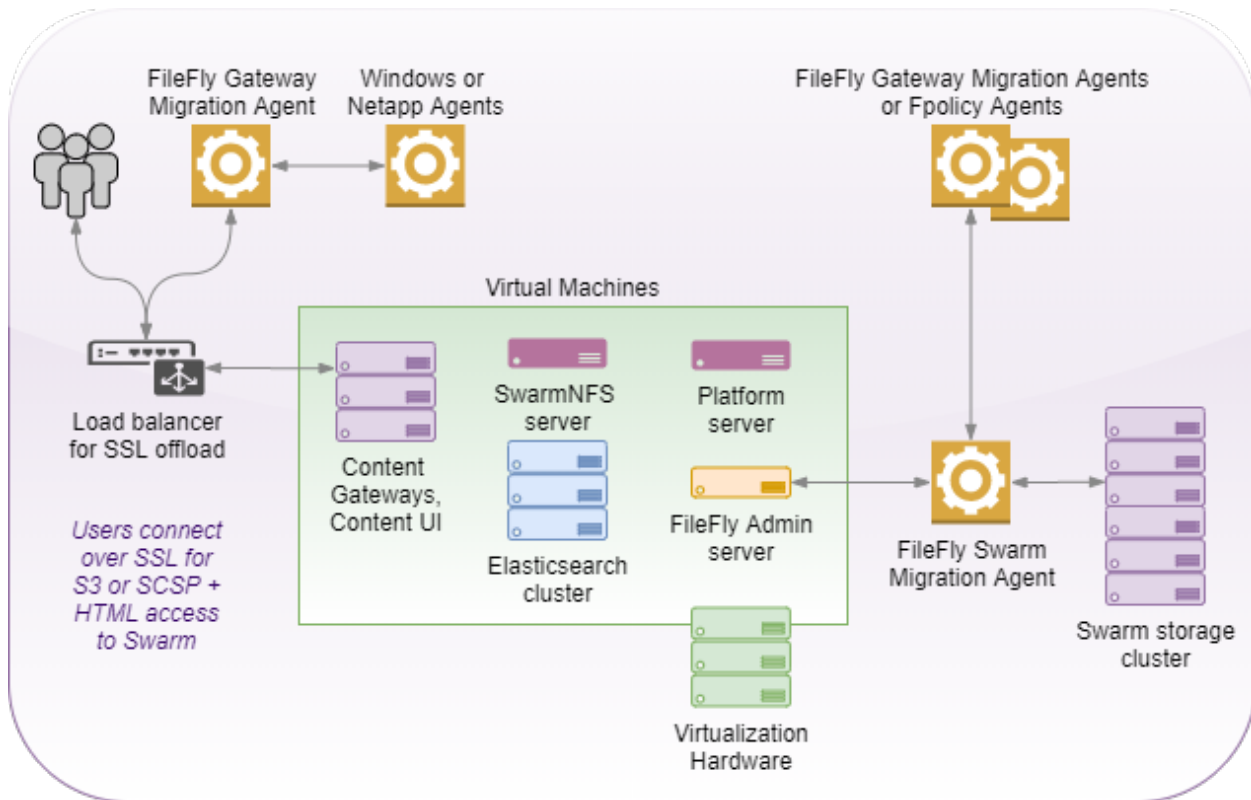 FileFly Gateway
Migration Agent
Windows or
Netapp Agents
FileFly Gateway Migration Agents
or Fpolicy Agents
Virtual Machines
Load balancer
for SSL offload
Users connect
over SSL for
S3 or SCSP +
HTML access
to Swarm
Content
Gateways,
Content UI
SwarmNFS
server
Elasticsearch
cluster
Platform
server
FileFly Admin
server
Virtualization
Hardware
FileFly Swarm
Migration Agent
Swarm storage
cluster